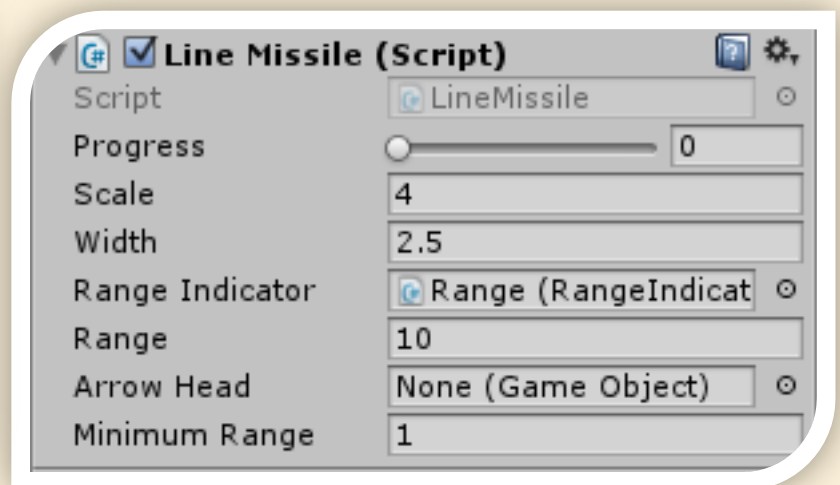 Line Missile (Script)
Script LineMissile
Progress 0
Scale 4
Width 2.5
Range Indicator Range (RangeIndicat
Range 10
Arrow Head None (Game Object)
Minimum Range 1